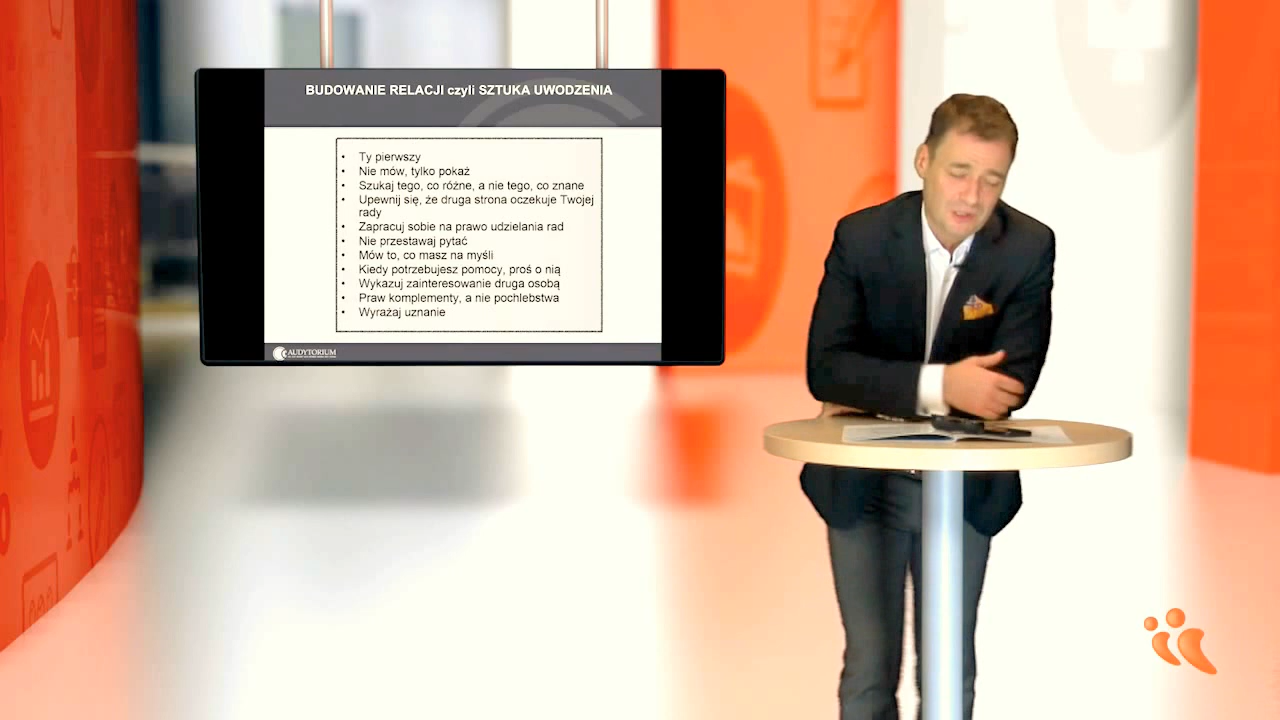 BUDOWANIE RELACJI czyli SZTUKA UWODZENIA
• Ty pierwszy
• Nie mów, tylko pokaż
• Szukaj tego, co różne, a nie tego, co znane
• Upewnij się, że druga strona oczekuje Twojej
rady
• Zapracuj sobie na prawo udzielania rad
• Nie przestawaj pytać
• Mów to, co masz na myśli
• Kiedy potrzebujesz pomocy, proś o nią
• Wykazuj zainteresowanie druga osobą
• Praw komplementy, a nie pochlebstwa
• Wyrażaj uznanie
AUDYTORIUM